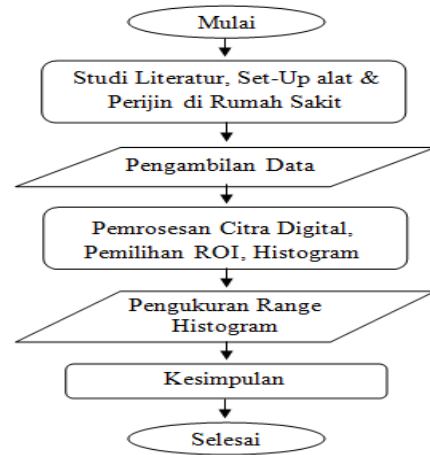 Mulai
Studi Literatur, Set-Up alat &
Perijin di Rumah Sakit
Pengambilan Data
Pemrosesan Citra Digital,
Pemilihan ROI, Histogram
Pengukuran Range
Histogram
Kesimpulan
Selesai